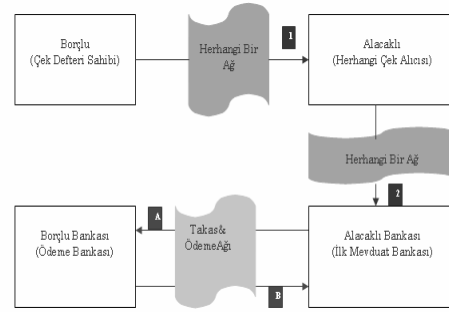 Borçlu
(Çek Defteri Sahibi)
Herhangi Bir
Ağ
1
Alacaklı
(Herhangi Çek Alıcısı)
Herhangi Bir Ağ
2
Borçlu Bankası
(Ödeme Bankası)
A
Takas&
ÖdemeAğı
B
Alacaklı Bankası
(İlk Mevduat Bankası)